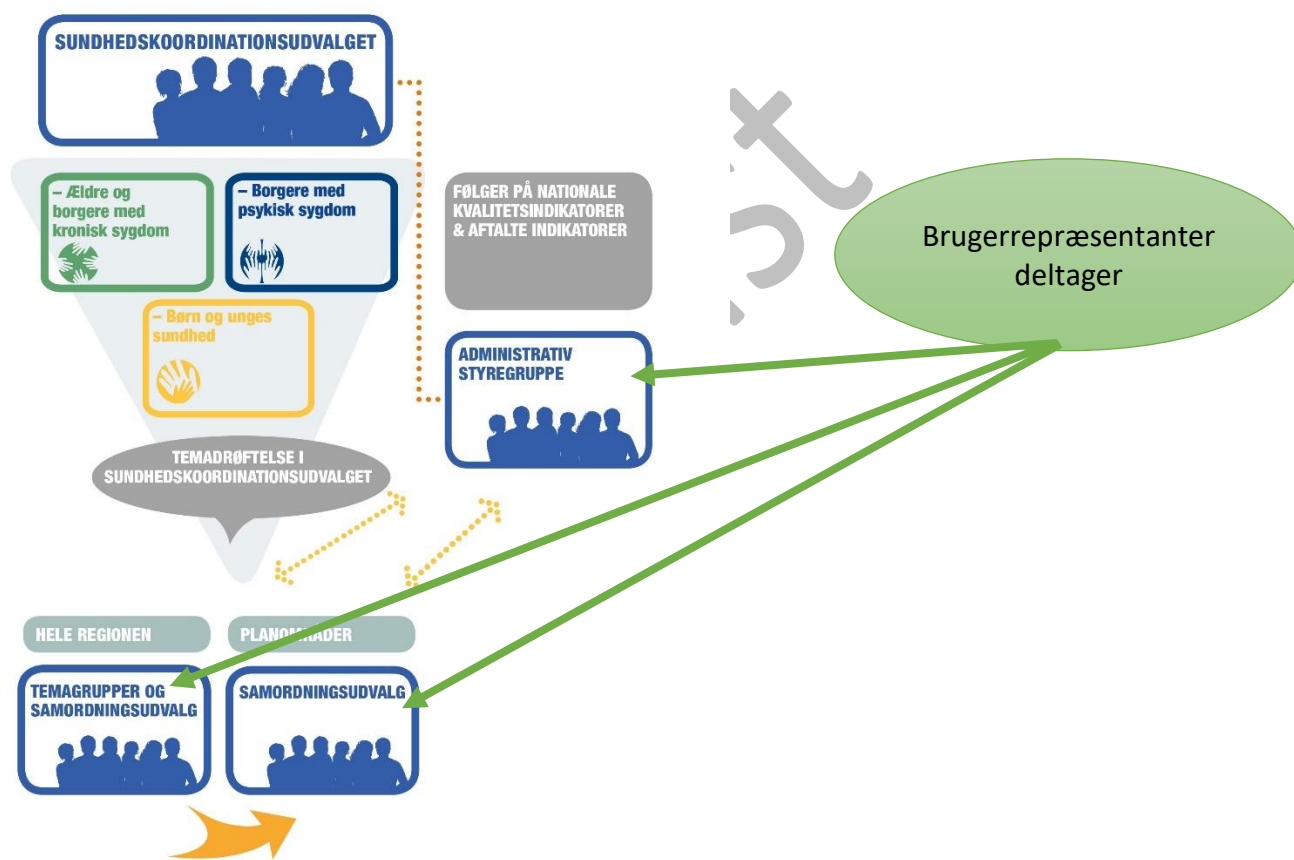 SUNDHEDSKOORDINATIONSUDVALGET
– Ældre og
borgere med
kronisk sygdom
– Borgere med
psykisk sygdom
– Børn og unges
sundhed
FØLGER PÅ NATIONALE
KVALITETSINDIKATORER
& AFTALTE INDIKATORER
Brugerrepræsentanter
deltager
ADMINISTRATIV
STYREGRUPPE
TEMADRØFTELSE I
SUNDHEDSKOORDINATIONSUDVALGET
HELE REGIONEN
PLANOMRÅDER
TEMAGRUPPER OG
SAMORDNINGSUDVALG
SAMORDNINGSUDVALG